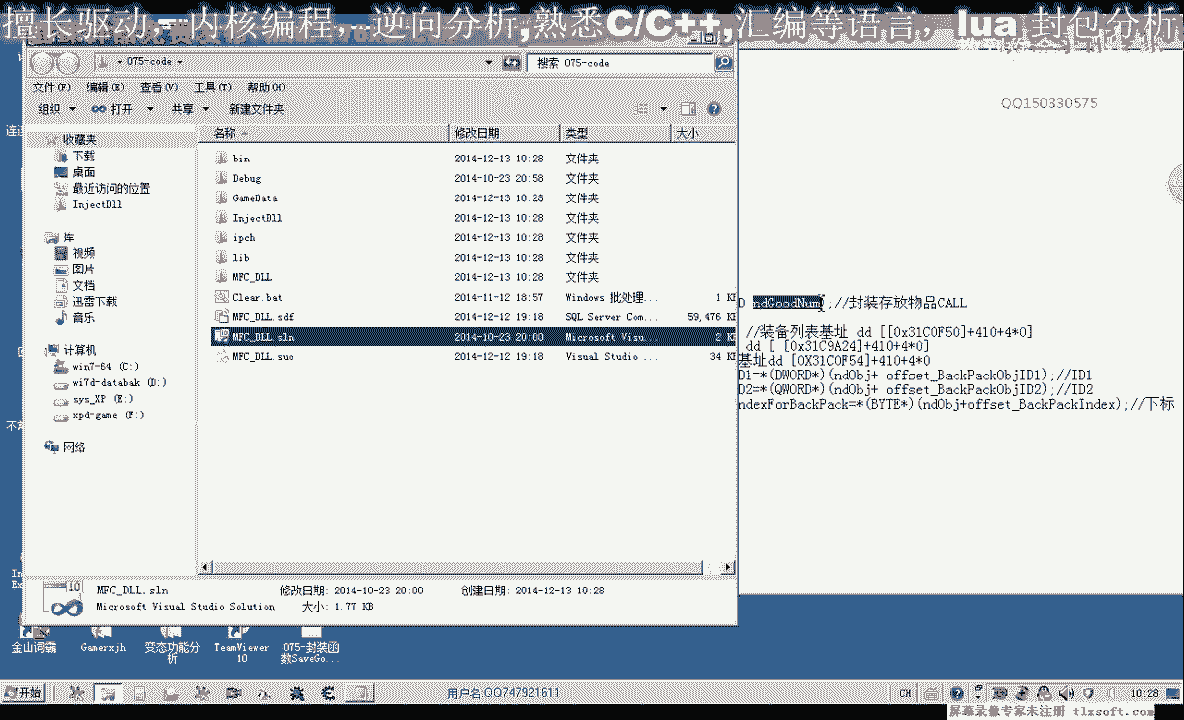 擅长驱动,内核编程,逆向分析,熟悉C/C++,汇编等语言, lua 封包分析
075-code
搜索 075-code
QQ150330575
文件(F) 编辑(E) 查看(V) 工具(T) 帮助(H)
组织 打开 共享 新建文件夹
名称 修改日期 类型 大小
收藏夹
下载
桌面
最近访问的位置
InjectDll
库
视频
图片
文档
迅雷下载
音乐
计算机
win7-64 (C:)
wi7d-databak (D:)
sys_XP (E:)
xpd-game (F:)
网络
bin 2014-12-13 10:28 文件夹
Debug 2014-10-23 20:58 文件夹
GameData 2014-12-13 10:28 文件夹
InjectDll 2014-12-13 10:28 文件夹
ipch 2014-12-13 10:28 文件夹
lib 2014-12-13 10:28 文件夹
MFC_DLL 2014-12-13 10:28 文件夹
Clear.bat 2014-11-12 18:57 Windows 批处理... 1 K
MFC_DLL.sdf 2014-12-12 19:18 SQL Server Com... 59,476 K
MFC_DLL.sln 2014-10-23 20:00 Microsoft Visu... 2 K
MFC_DLL.suo 2014-12-12 19:18 Visual Studio ... 34 K
D ndGoodNum);//封装存放物品CALL
//装备列表基址 dd [[0x31C0F50]+410+4*0]
dd [ [0x31C9A24]+410+4*0]
基址dd [0X31C0F54]+410+4*0
D1=*(DWORD*)(ndObj+ offset_BackPackObjID1);//ID1
D2=*(QWORD*)(ndObj+ offset_BackPackObjID2);//ID2
ndexForBackPack=*(BYTE*)(ndObj+offset_BackPackIndex);//下标
MFC_DLL.sln 修改日期: 2014-10-23 20:00 创建日期: 2014-12-13 10:28
Microsoft Visual Studio Solution 大小: 1.77 KB
金山词霸
Gamerxjh
变态功能分析
TeamViewer 10
075-封装函数SaveGo...
开始
用户名:QQ747921611
CH
10:28
屏幕录像专家未注册 tlxsoft.com